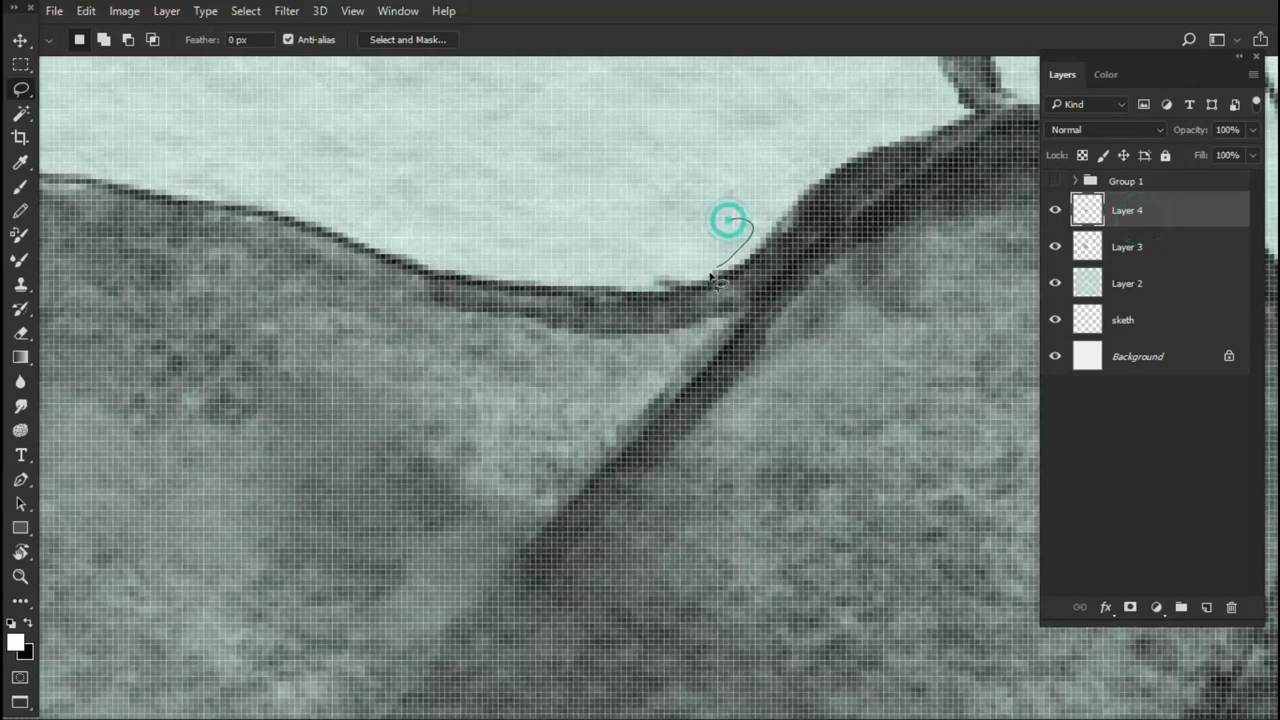 File Edit Image Layer Type Select Filter 3D View Window Help
Feather: 0 px Anti-alias Select and Mask...
Layers Color
Kind
Normal Opacity: 100%
Lock: Fill: 100%
Group 1
Layer 4
Layer 3
Layer 2
sketh
Background
fx